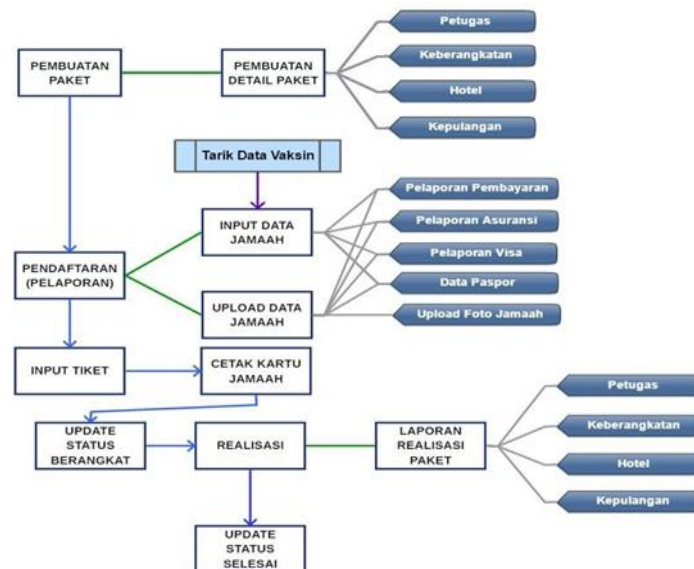 Petugas
PEMBUATAN
PAKET
PEMBUATAN
DETAIL PAKET
Keberangkatan
Hotel
Kepulangan
Tarik Data Vaksin
INPUT DATA
JAMAAH
Pelaporan Pembayaran
Pelaporan Asuransi
Pelaporan Visa
Data Paspor
Upload Foto Jamaah
PENDAFTARAN
(PELAPORAN)
UPLOAD DATA
JAMAAH
INPUT TIKET
CETAK KARTU
JAMAAH
UPDATE
STATUS
BERANGKAT
REALISASI
LAPORAN
REALISASI
PAKET
Petugas
Keberangkatan
Hotel
Kepulangan
UPDATE
STATUS
SELESAI